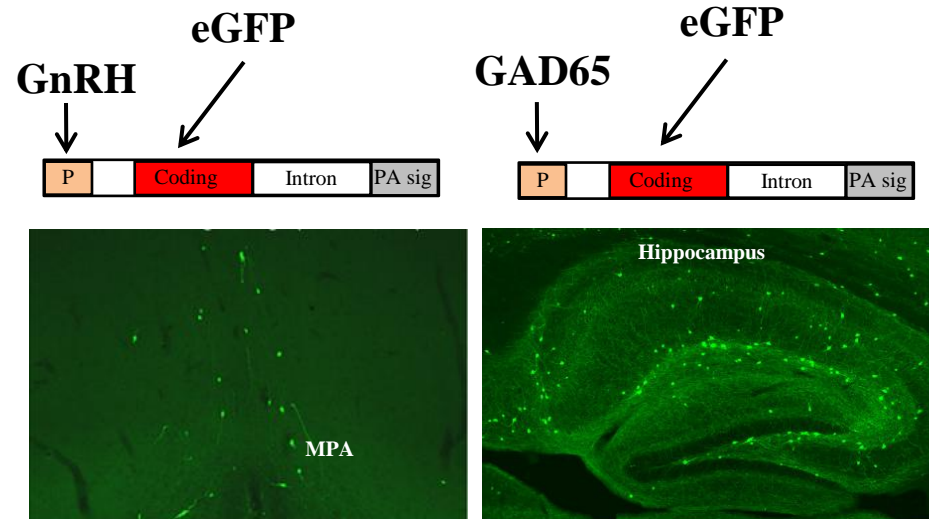 eGFP
GnRH
P Coding Intron PA sig
MPA
eGFP
GAD65
P Coding Intron PA sig
Hippocampus